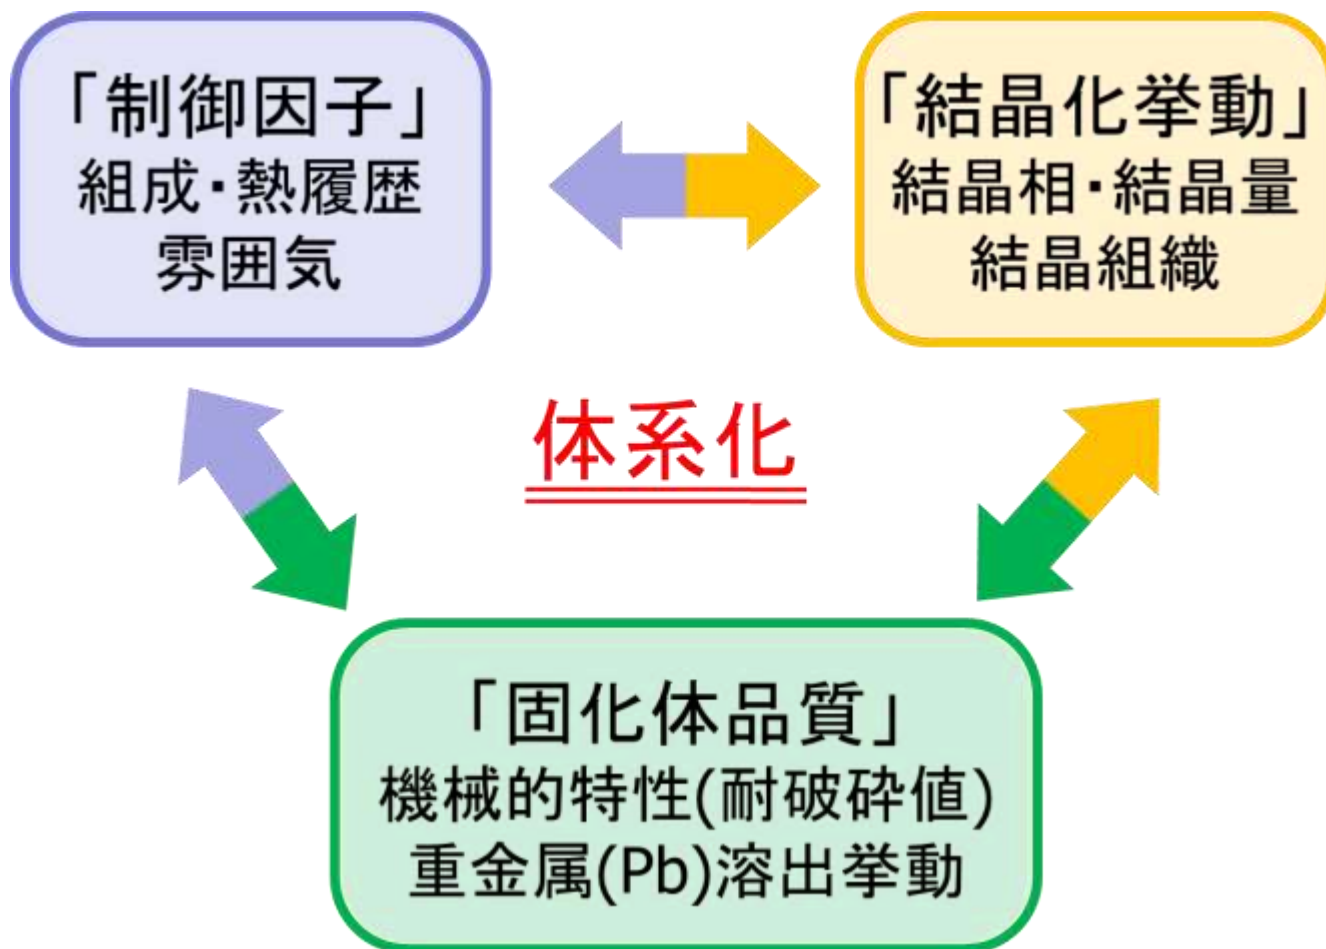 「制御因子」
組成・熱履歴
雰囲気
「結晶化挙動」
結晶相・結晶量
結晶組織
体系化
「固化体品質」
機械的特性(耐破砕値)
重金属(Pb)溶出挙動